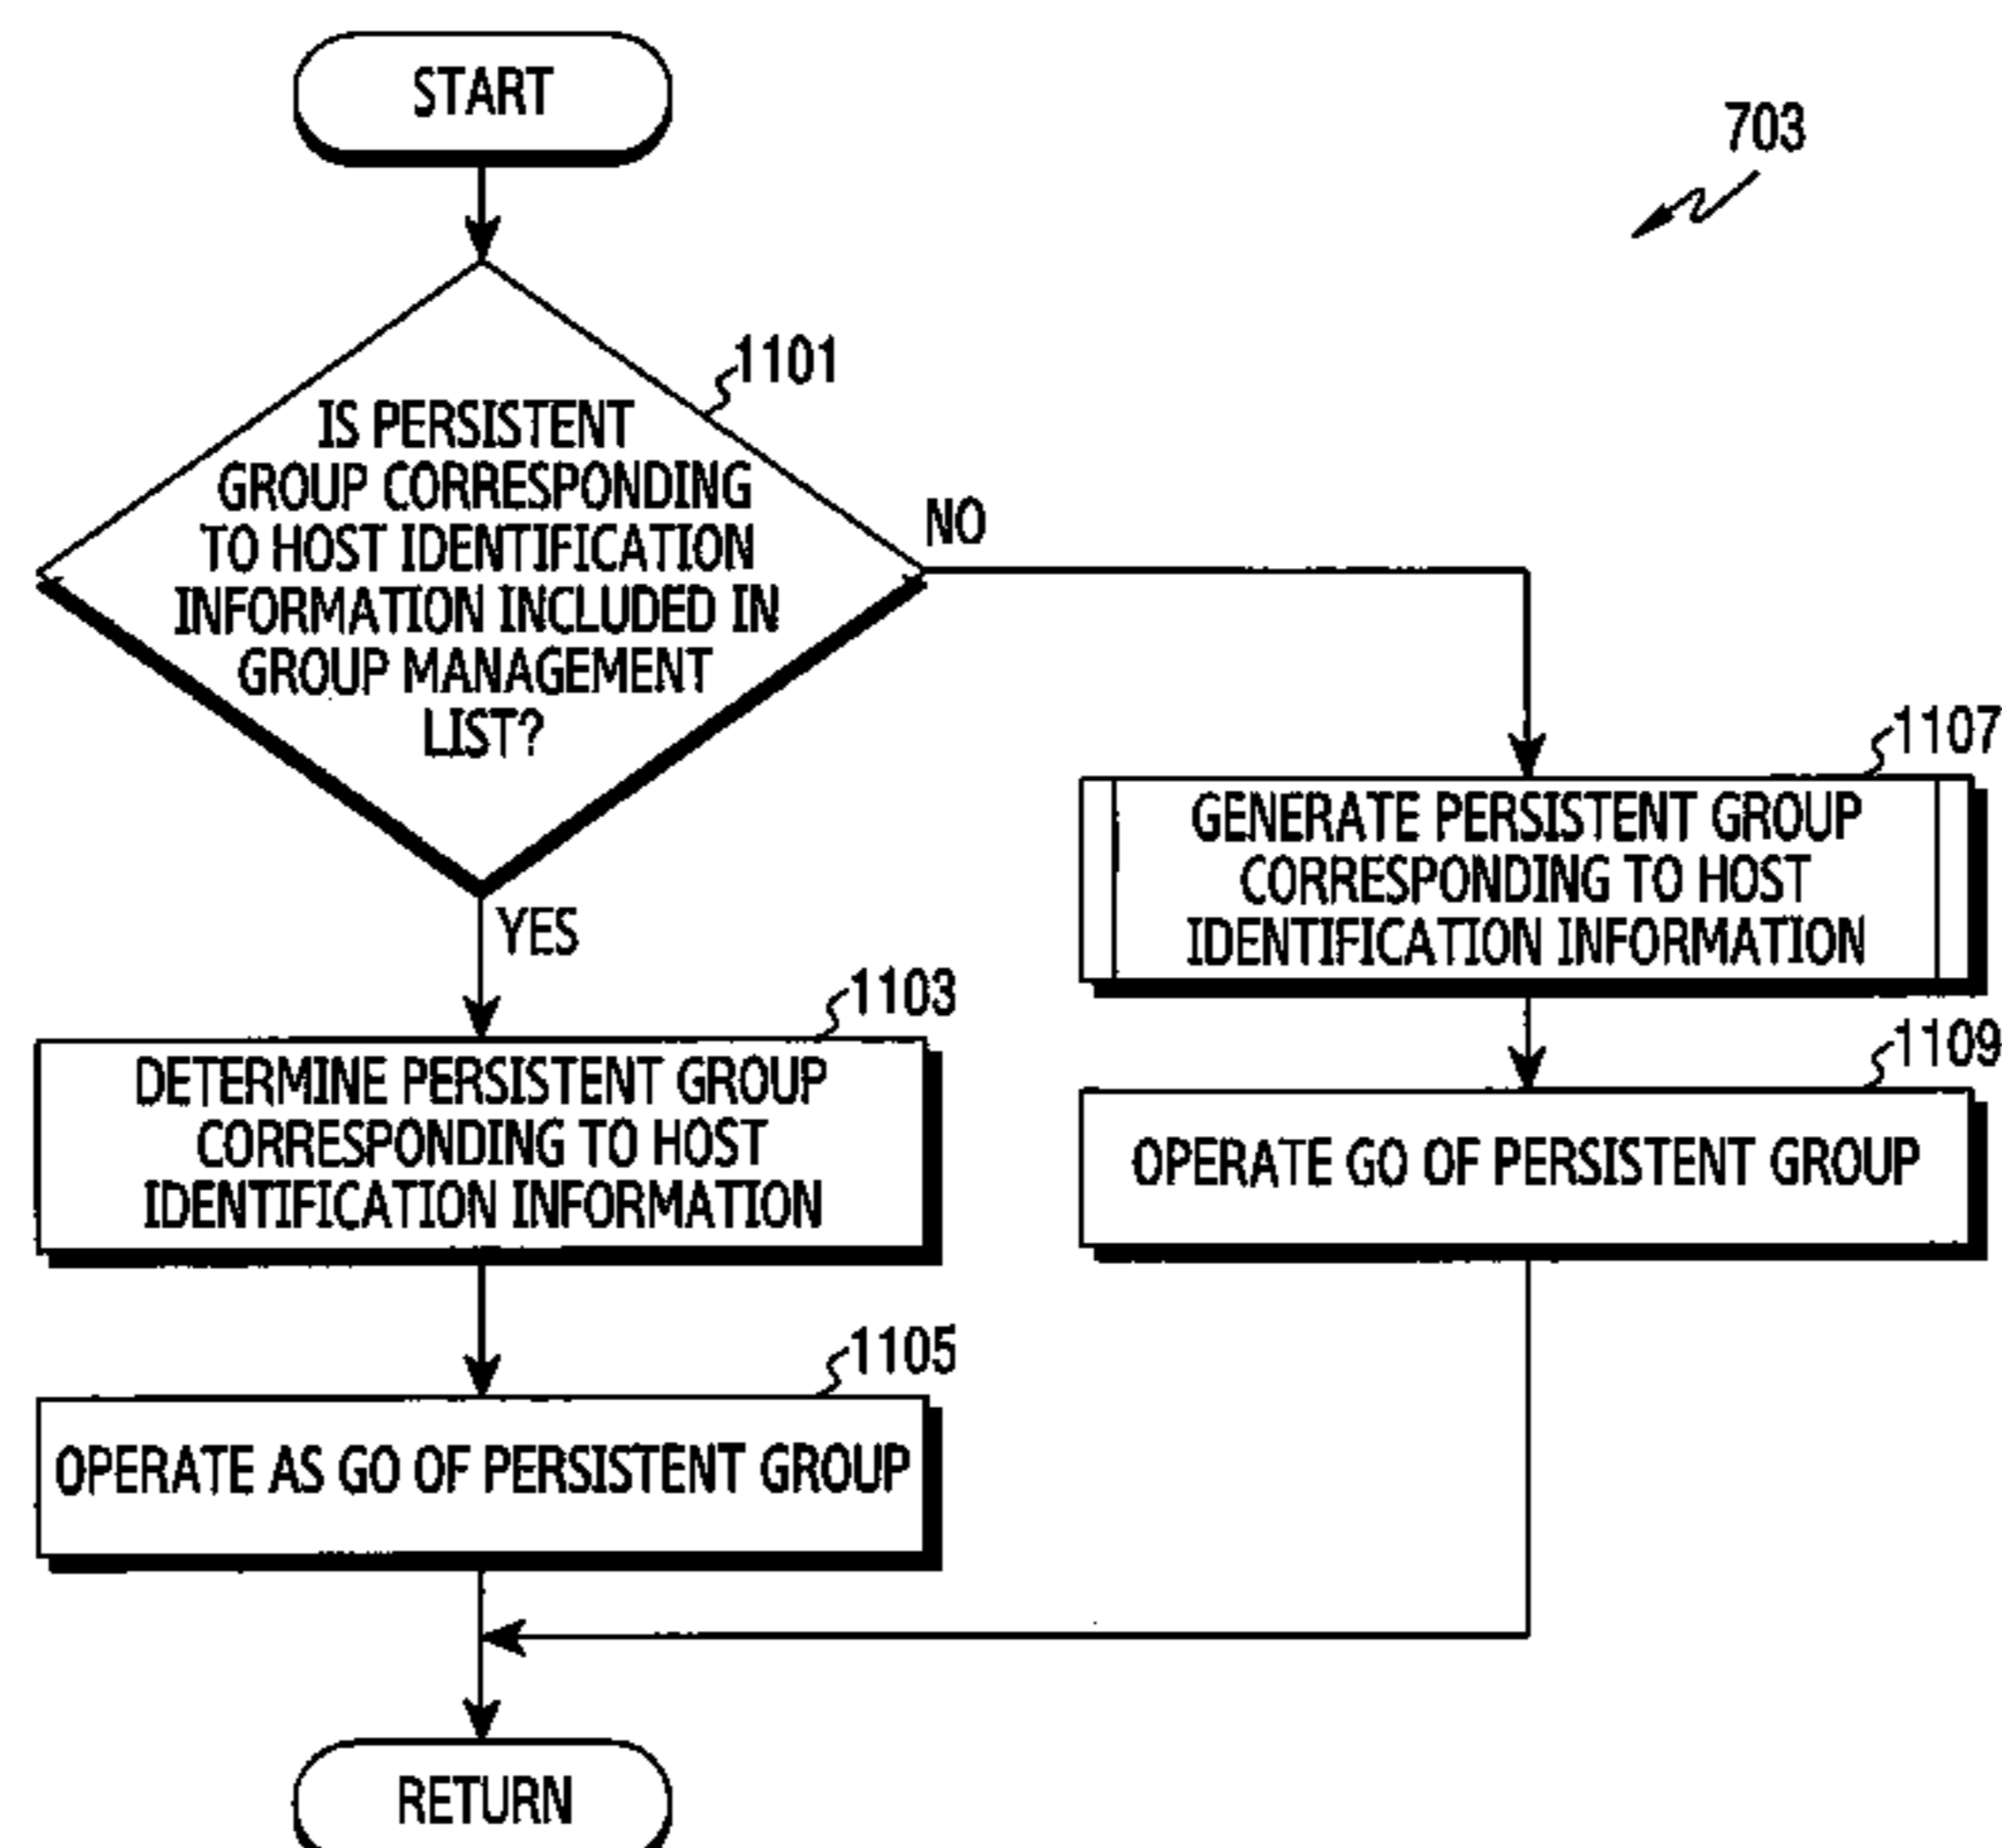 START
703
1101
IS PERSISTENT
GROUP CORRESPONDING
TO HOST IDENTIFICATION
INFORMATION INCLUDED IN
GROUP MANAGEMENT
LIST?
NO
YES
1103
DETERMINE PERSISTENT GROUP
CORRESPONDING TO HOST
IDENTIFICATION INFORMATION
1105
OPERATE AS GO OF PERSISTENT GROUP
1107
GENERATE PERSISTENT GROUP
CORRESPONDING TO HOST
IDENTIFICATION INFORMATION
1109
OPERATE GO OF PERSISTENT GROUP
RETURN